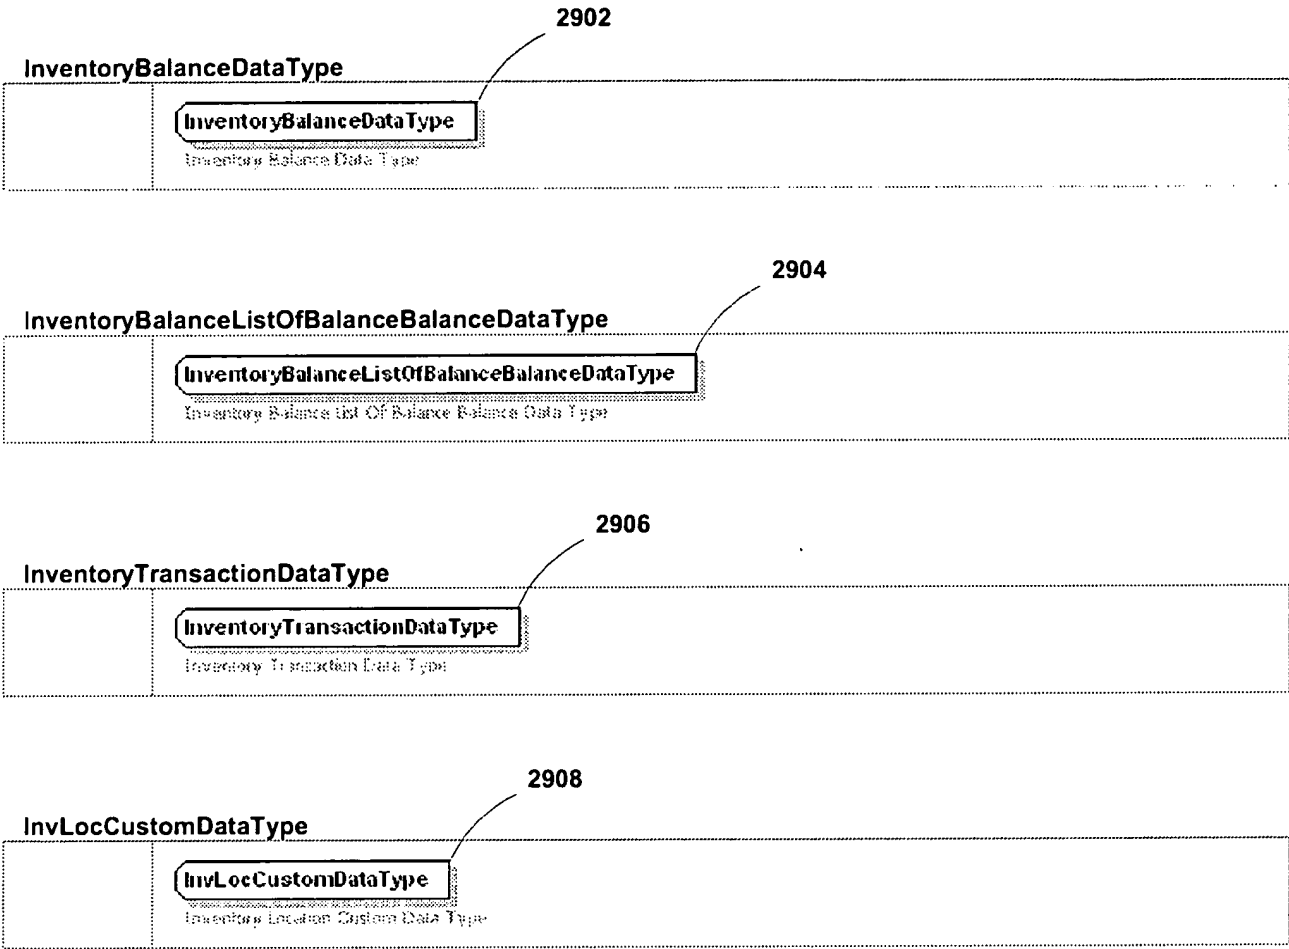 2902
InventoryBalanceDataType
InventoryBalanceDataType
Inventory Balance Data Type
2904
InventoryBalanceListOfBalanceBalanceDataType
InventoryBalanceListOfBalanceBalanceDataType
Inventory Balance List Of Balance Balance Data Type
2906
InventoryTransactionDataType
InventoryTransactionDataType
Inventory Transaction Data Type
2908
InvLocCustomDataType
InvLocCustomDataType
Inventory Location Custom Data Type